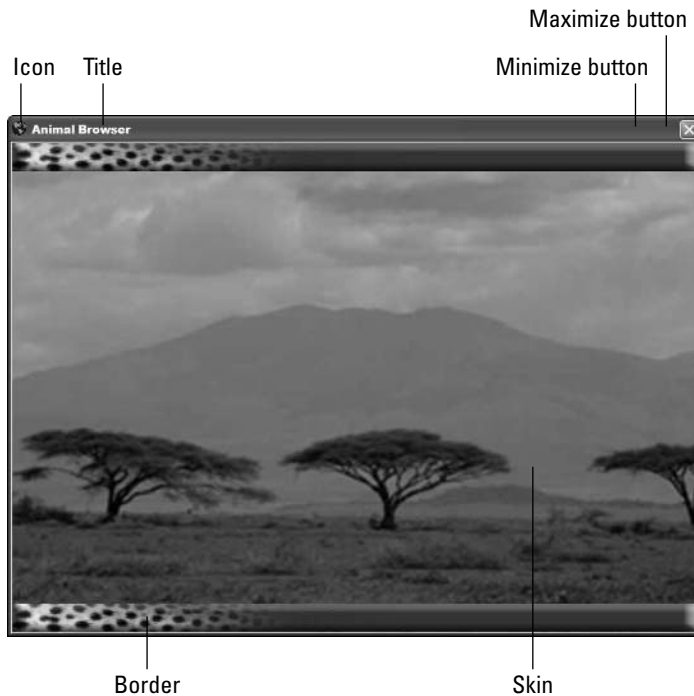 Maximize button
Icon Title Minimize button
Animal Browser
Border Skin